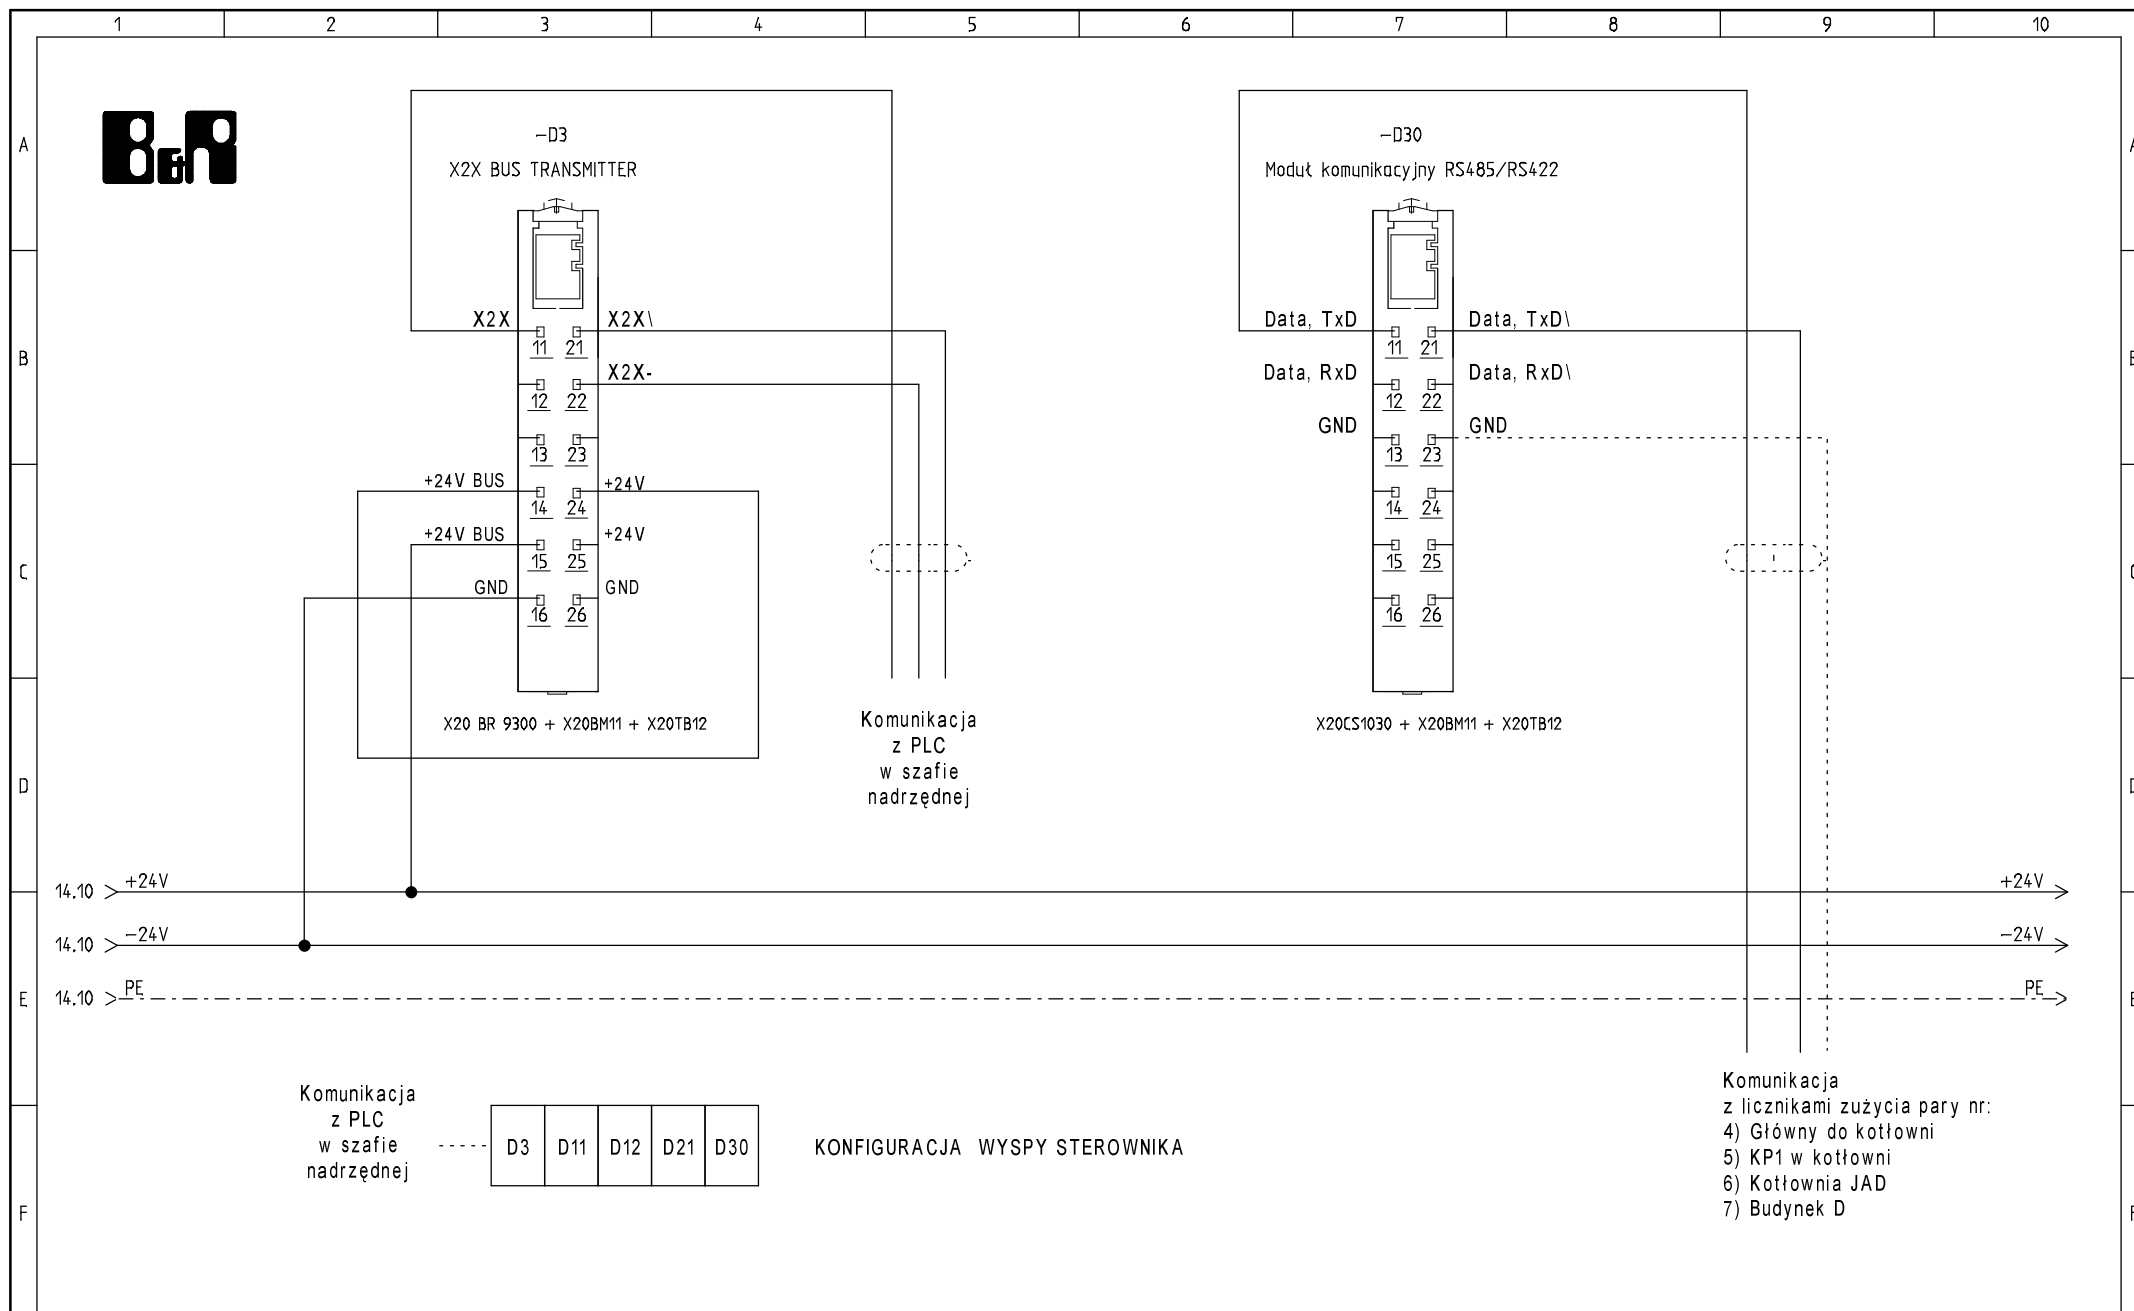 1 2 3 4 5 6 7 8 9 10
A
B&R
-D3
X2X BUS TRANSMITTER
-D30
Moduł komunikacyjny RS485/RS422
A
B
X2X
X2X\
11 21
X2X-
12 22
13 23
+24V BUS
+24V
14 24
+24V BUS
+24V
15 25
GND
GND
16 26
X20 BR 9300 + X20BM11 + X20TB12
Komunikacja
z PLC
w szafie
nadrzędnej
Data, TxD
Data, TxD\
11 21
Data, RxD
Data, RxD\
12 22
GND
GND
13 23
14 24
15 25
16 26
X20CS1030 + X20BM11 + X20TB12
B
C
C
D
D
14.10 +24V
+24V
14.10 -24V
-24V
E
14.10 PE
PE
E
Komunikacja
z PLC
w szafie
nadrzędnej
D3 D11 D12 D21 D30
KONFIGURACJA WYSPY STEROWNIKA
Komunikacja
z licznikami zużycia pary nr:
4) Główny do kotłowni
5) KP1 w kotłowni
6) Kotłownia JAD
7) Budynek D
F
F